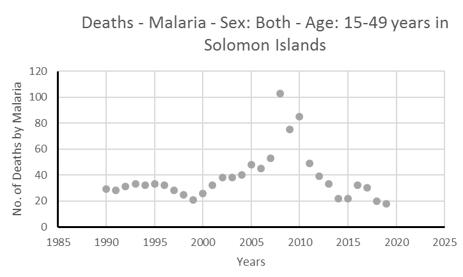 Deaths - Malaria - Sex: Both - Age: 15-49 years in
Solomon Islands
No. of Deaths by Malaria
120
100
80
60
40
20
0
1985 1990 1995 2000 2005 2010 2015 2020 2025
Years